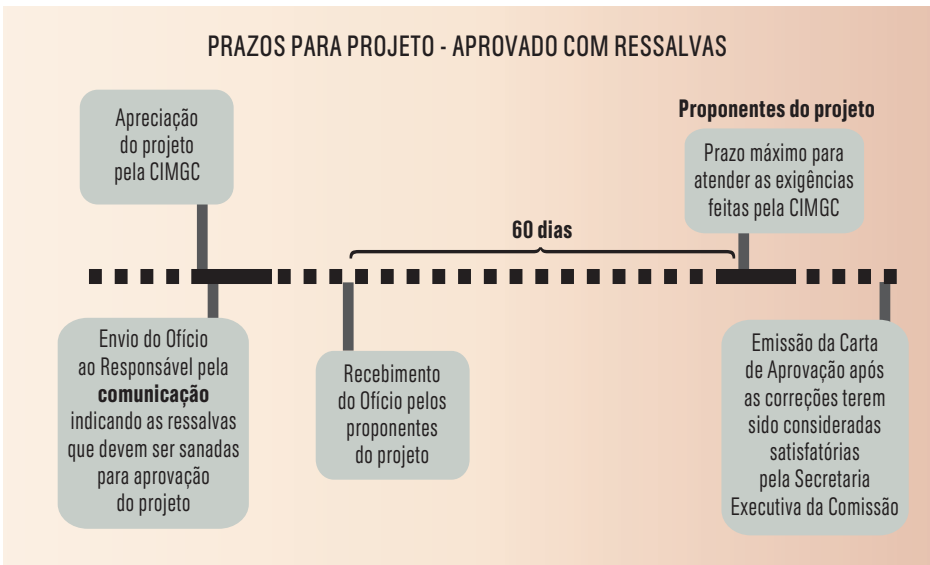 PRAZOS PARA PROJETO - APROVADO COM RESSALVAS
Apreciação
do projeto
pela CIMGC
Proponentes do projeto
Prazo máximo para
atender as exigências
feitas pela CIMGC
60 dias
Envio do Ofício
ao Responsável pela
comunicação
indicando as ressalvas
que devem ser sanadas
para aprovação
do projeto
Recebimento
do Ofício pelos
proponentes
do projeto
Emissão da Carta
de Aprovação após
as correções terem
sido consideradas
satisfatórias
pela Secretaria
Executiva da Comissão